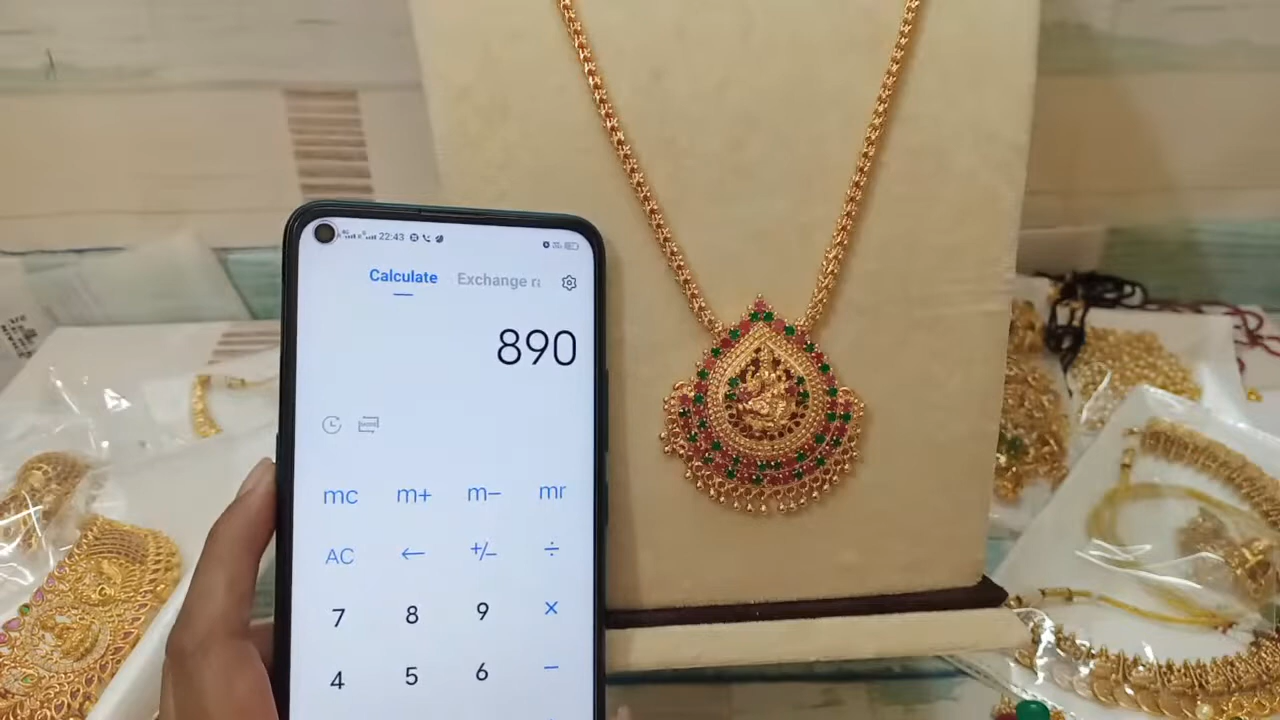 22:43
Calculate Exchange r
890
mc m+ m− mr
AC ← +/− ÷
7 8 9 ×
4 5 6 −